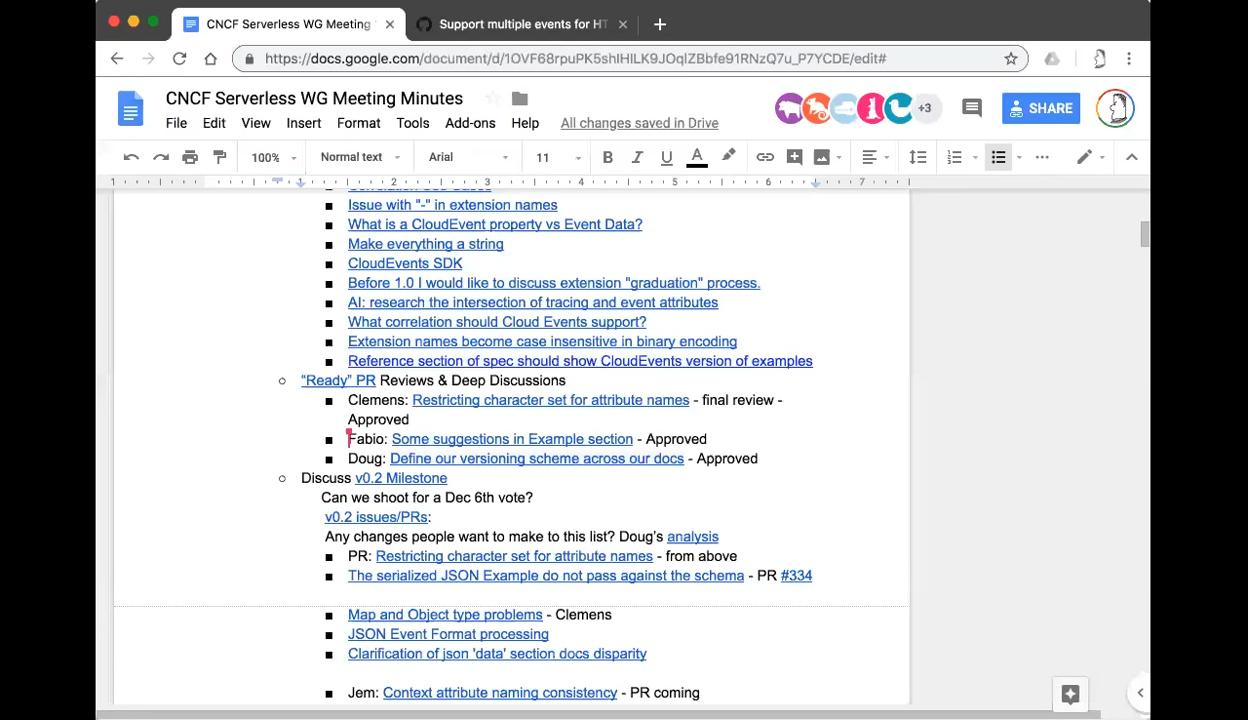 CNCF Serverless WG Meeting
Support multiple events for HT
https://docs.google.com/document/d/1OVF68rpuPK5shIHILK9JOqlZBbfe91RNzQ7u_P7YCDE/edit#
CNCF Serverless WG Meeting Minutes
+3
SHARE
File Edit View Insert Format Tools Add-ons Help All changes saved in Drive
100% Normal text Arial 11 B I U A
1 1 2 3 4 5 6 7
Issue with "-" in extension names
What is a CloudEvent property vs Event Data?
Make everything a string
CloudEvents SDK
Before 1.0 I would like to discuss extension "graduation" process.
AI: research the intersection of tracing and event attributes
What correlation should Cloud Events support?
Extension names become case insensitive in binary encoding
Reference section of spec should show CloudEvents version of examples
"Ready" PR Reviews & Deep Discussions
Clemens: Restricting character set for attribute names - final review -
Approved
Fabio: Some suggestions in Example section - Approved
Doug: Define our versioning scheme across our docs - Approved
Discuss v0.2 Milestone
Can we shoot for a Dec 6th vote?
v0.2 issues/PRs:
Any changes people want to make to this list? Doug's analysis
PR: Restricting character set for attribute names - from above
The serialized JSON Example do not pass against the schema - PR #334
Map and Object type problems - Clemens
JSON Event Format processing
Clarification of json 'data' section docs disparity
Jem: Context attribute naming consistency - PR coming